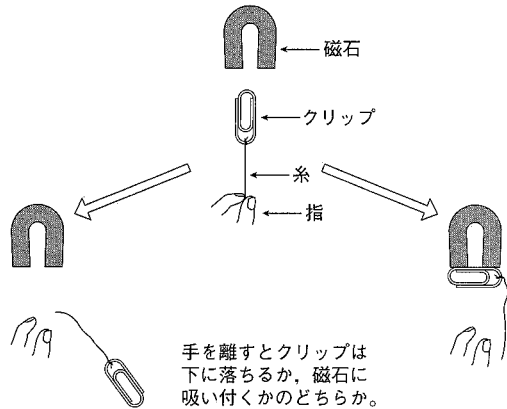 磁石
クリップ
糸
指
手を離すとクリップは
下に落ちるか，磁石に
吸い付くかのどちらか。